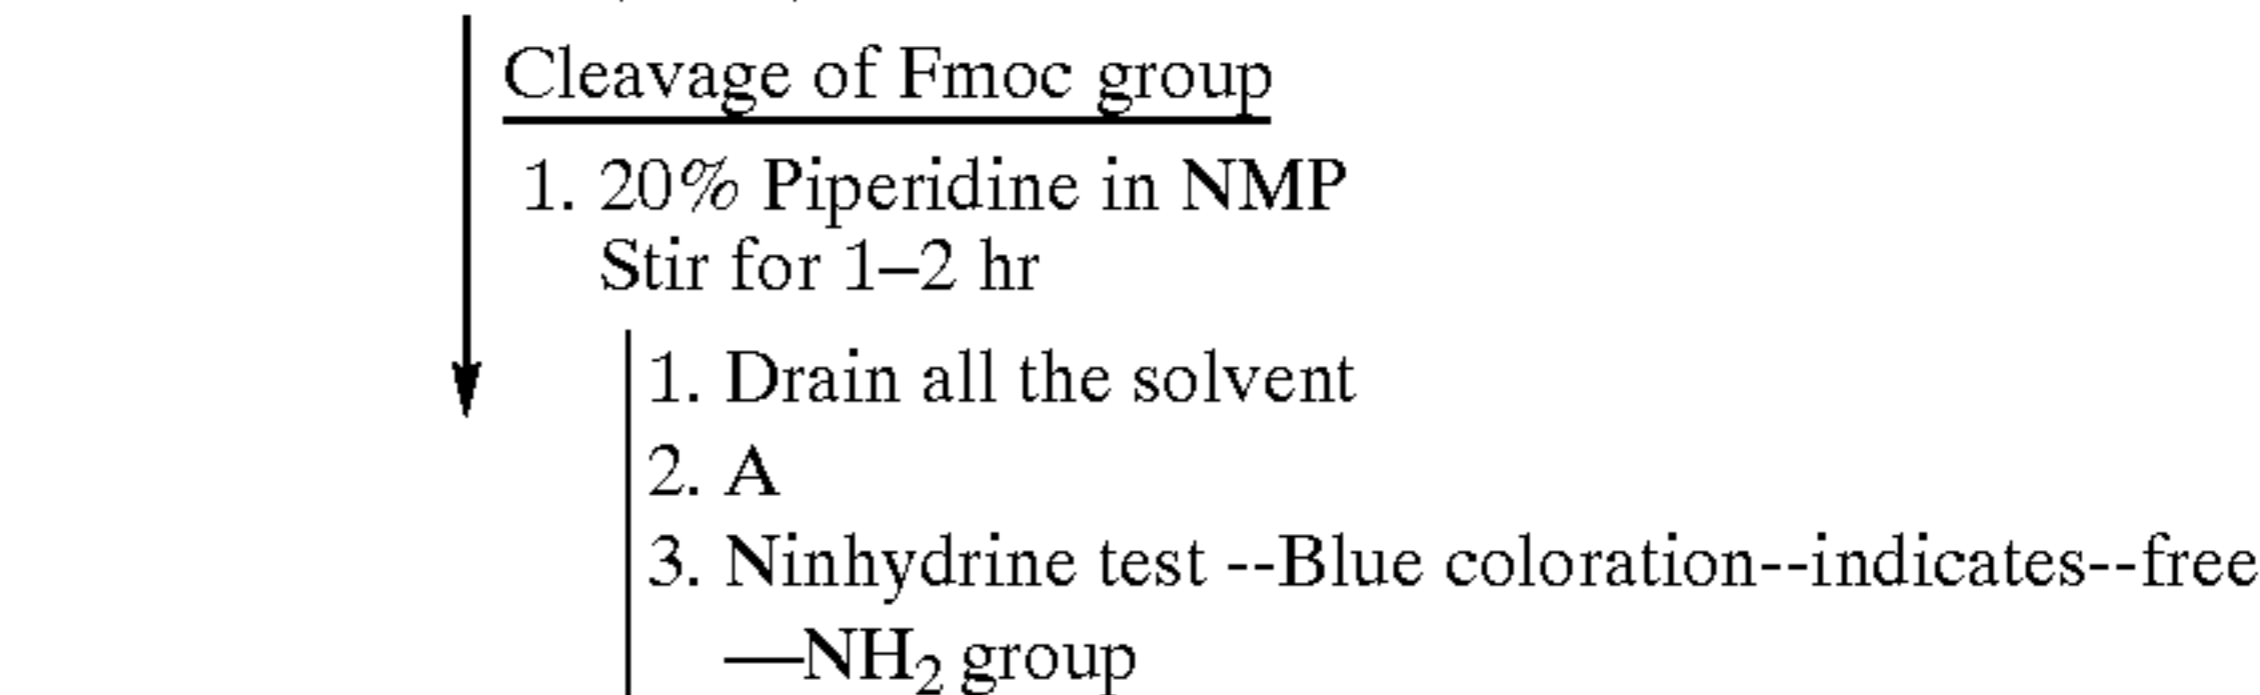 Cleavage of Fmoc group
1. 20% Piperidine in NMP
Stir for 1–2 hr
1. Drain all the solvent
2. A
3. Ninhydrine test --Blue coloration--indicates--free
—NH₂ group